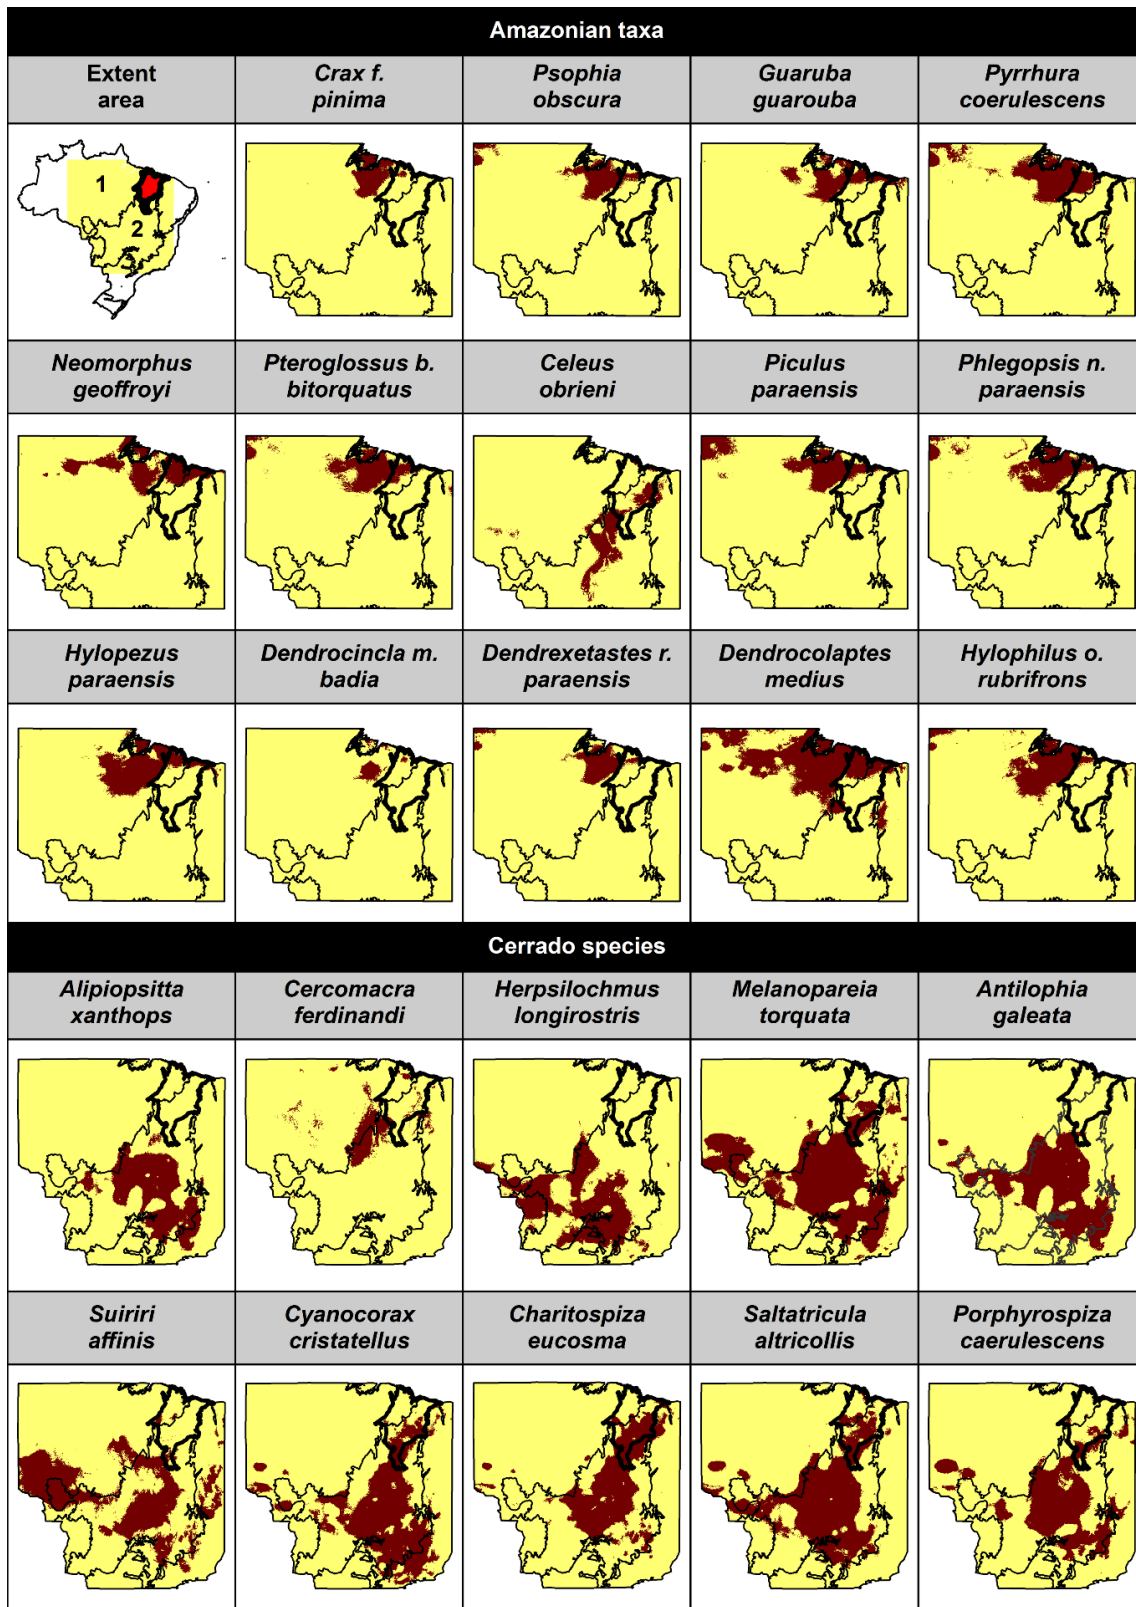 Amazonian taxa
Extent area
Crax f. pinima
Psophia obscura
Guaruba guarouba
Pyrrhura coerulescens
1
2
Neomorphus geoffroyi
Pteroglossus b. bitorquatus
Celeus obrieni
Piculus paraensis
Phlegopsis n. paraensis
Hylopezus paraensis
Dendrocincla m. badia
Dendrexetastes r. paraensis
Dendrocolaptes medius
Hylophilus o. rubrifrons
Cerrado species
Alipiopsitta xanthops
Cercomacra ferdinandi
Herpsilochmus longirostris
Melanopareia torquata
Antilophia galeata
Suiriri affinis
Cyanocorax cristatellus
Charitospiza eucosma
Saltatricula altricollis
Porphyrospiza caerulescens